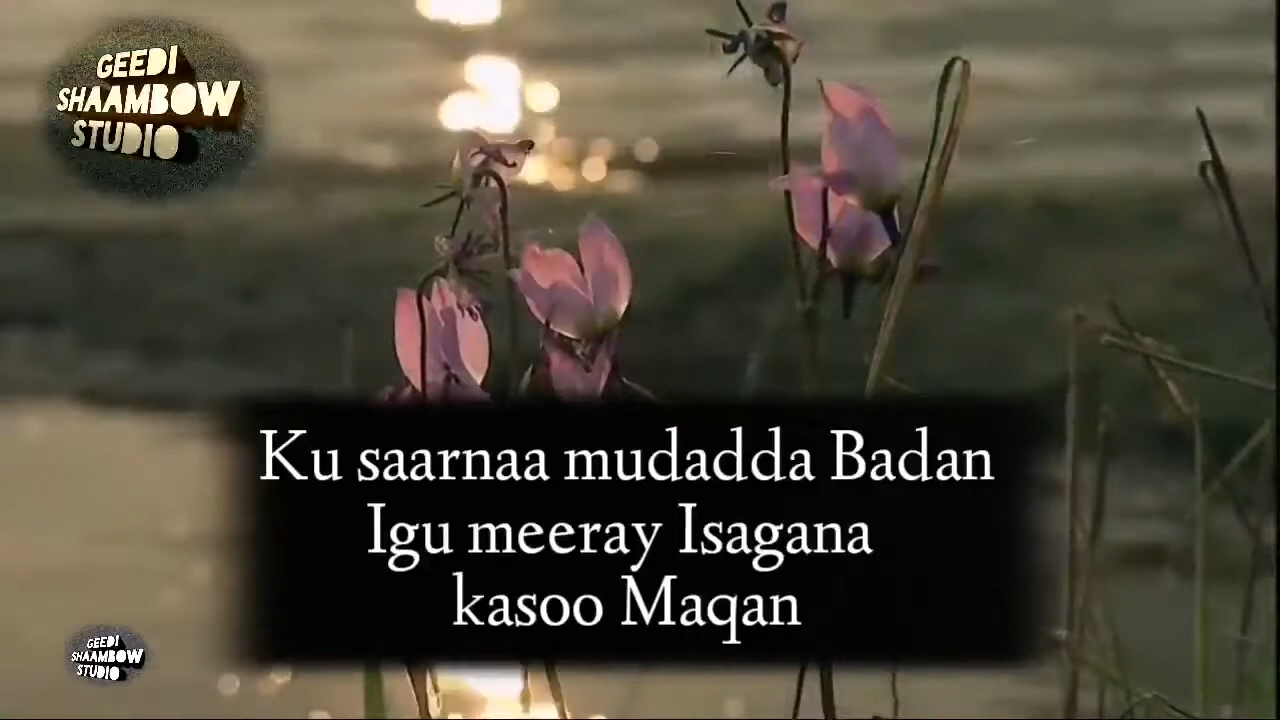 GEEDI
SHAAMBOW
STUDIO
Ku saarnaa mudadda Badan
Igu meeray Isagana
kasoo Maqan
GEEDI
SHAAMBOW
STUDIO